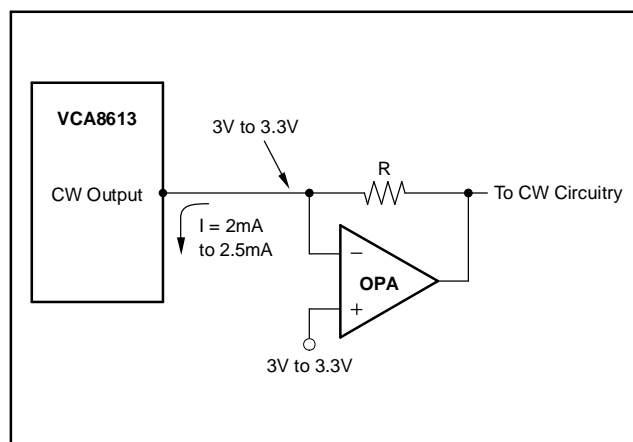 VCA8613
3V to 3.3V
R
CW Output
To CW Circuitry
I = 2mA
to 2.5mA
−
OPA
+
3V to 3.3V